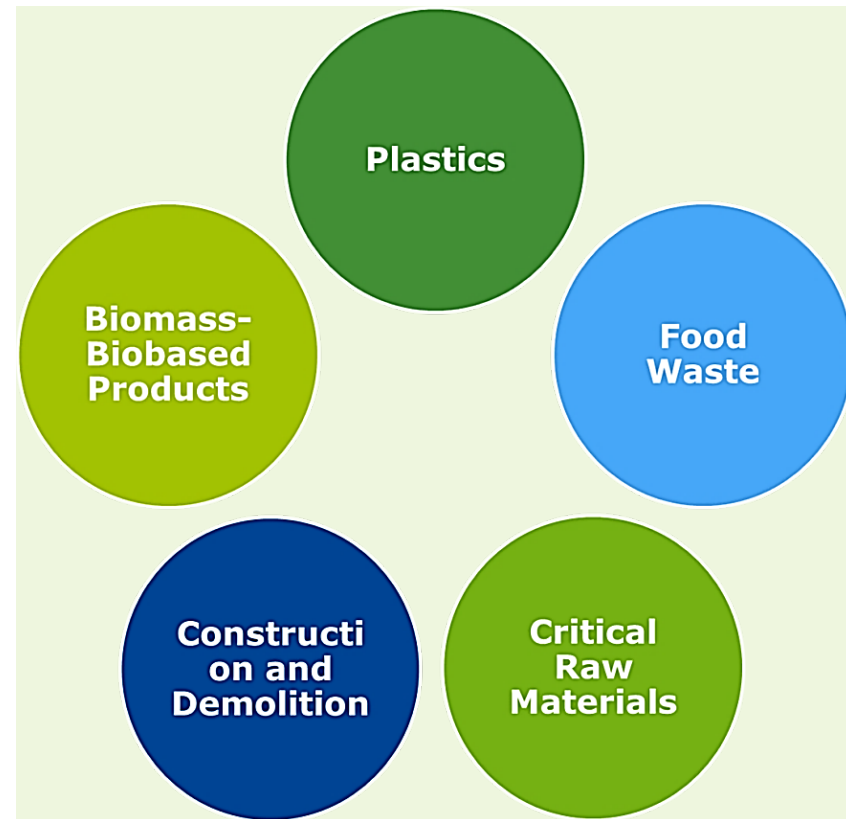 Plastics
Food
Waste
Critical
Raw
Materials
Constructi
on and
Demolition
Biomass-
Biobased
Products